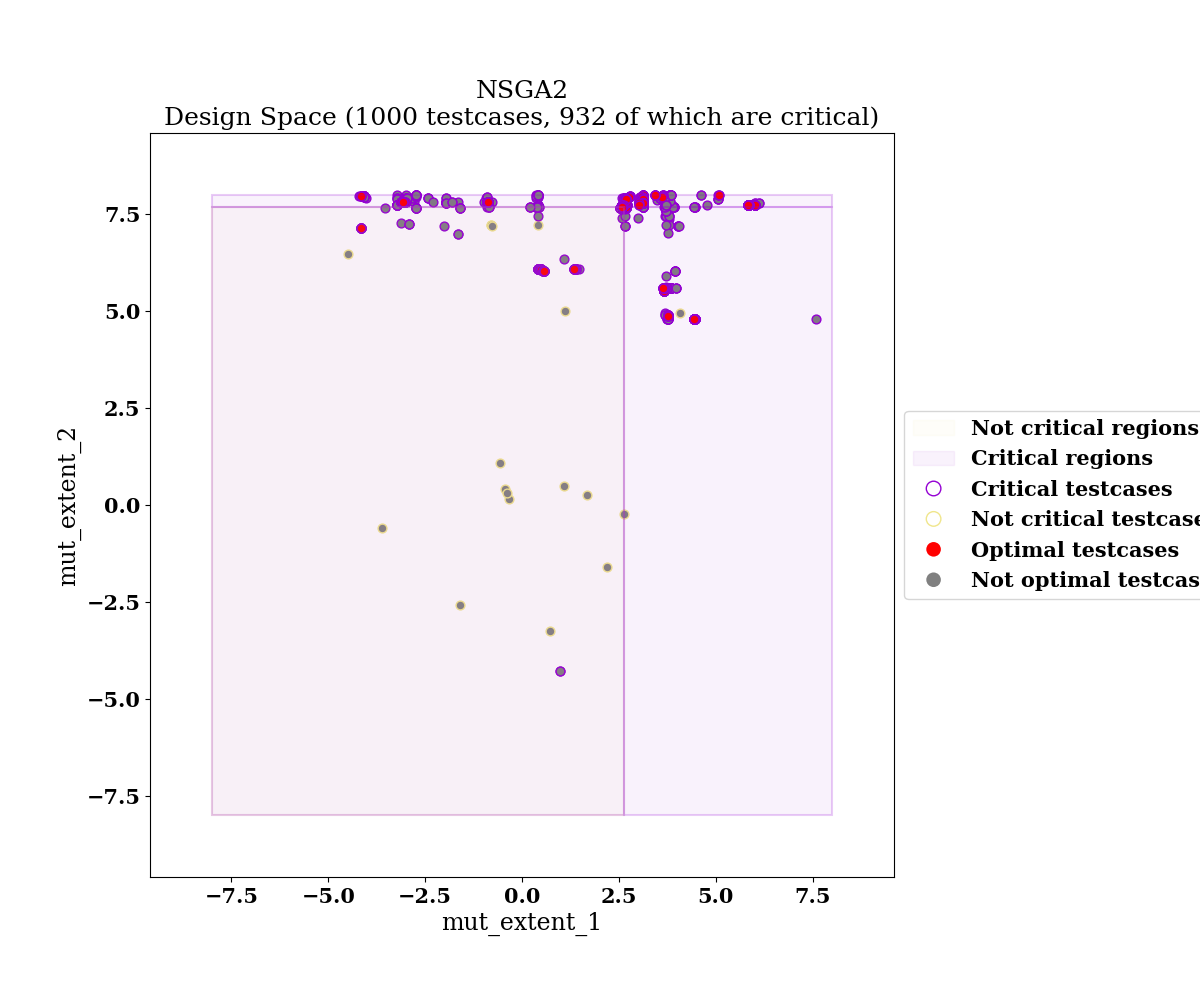 NSGA2
Design Space (1000 testcases, 932 of which are critical)
7.5
5.0
2.5
0.0
−2.5
−5.0
−7.5
mut_extent_2
−7.5 −5.0 −2.5 0.0 2.5 5.0 7.5
mut_extent_1
Not critical regions
Critical regions
Critical testcases
Not critical testcase
Optimal testcases
Not optimal testcas